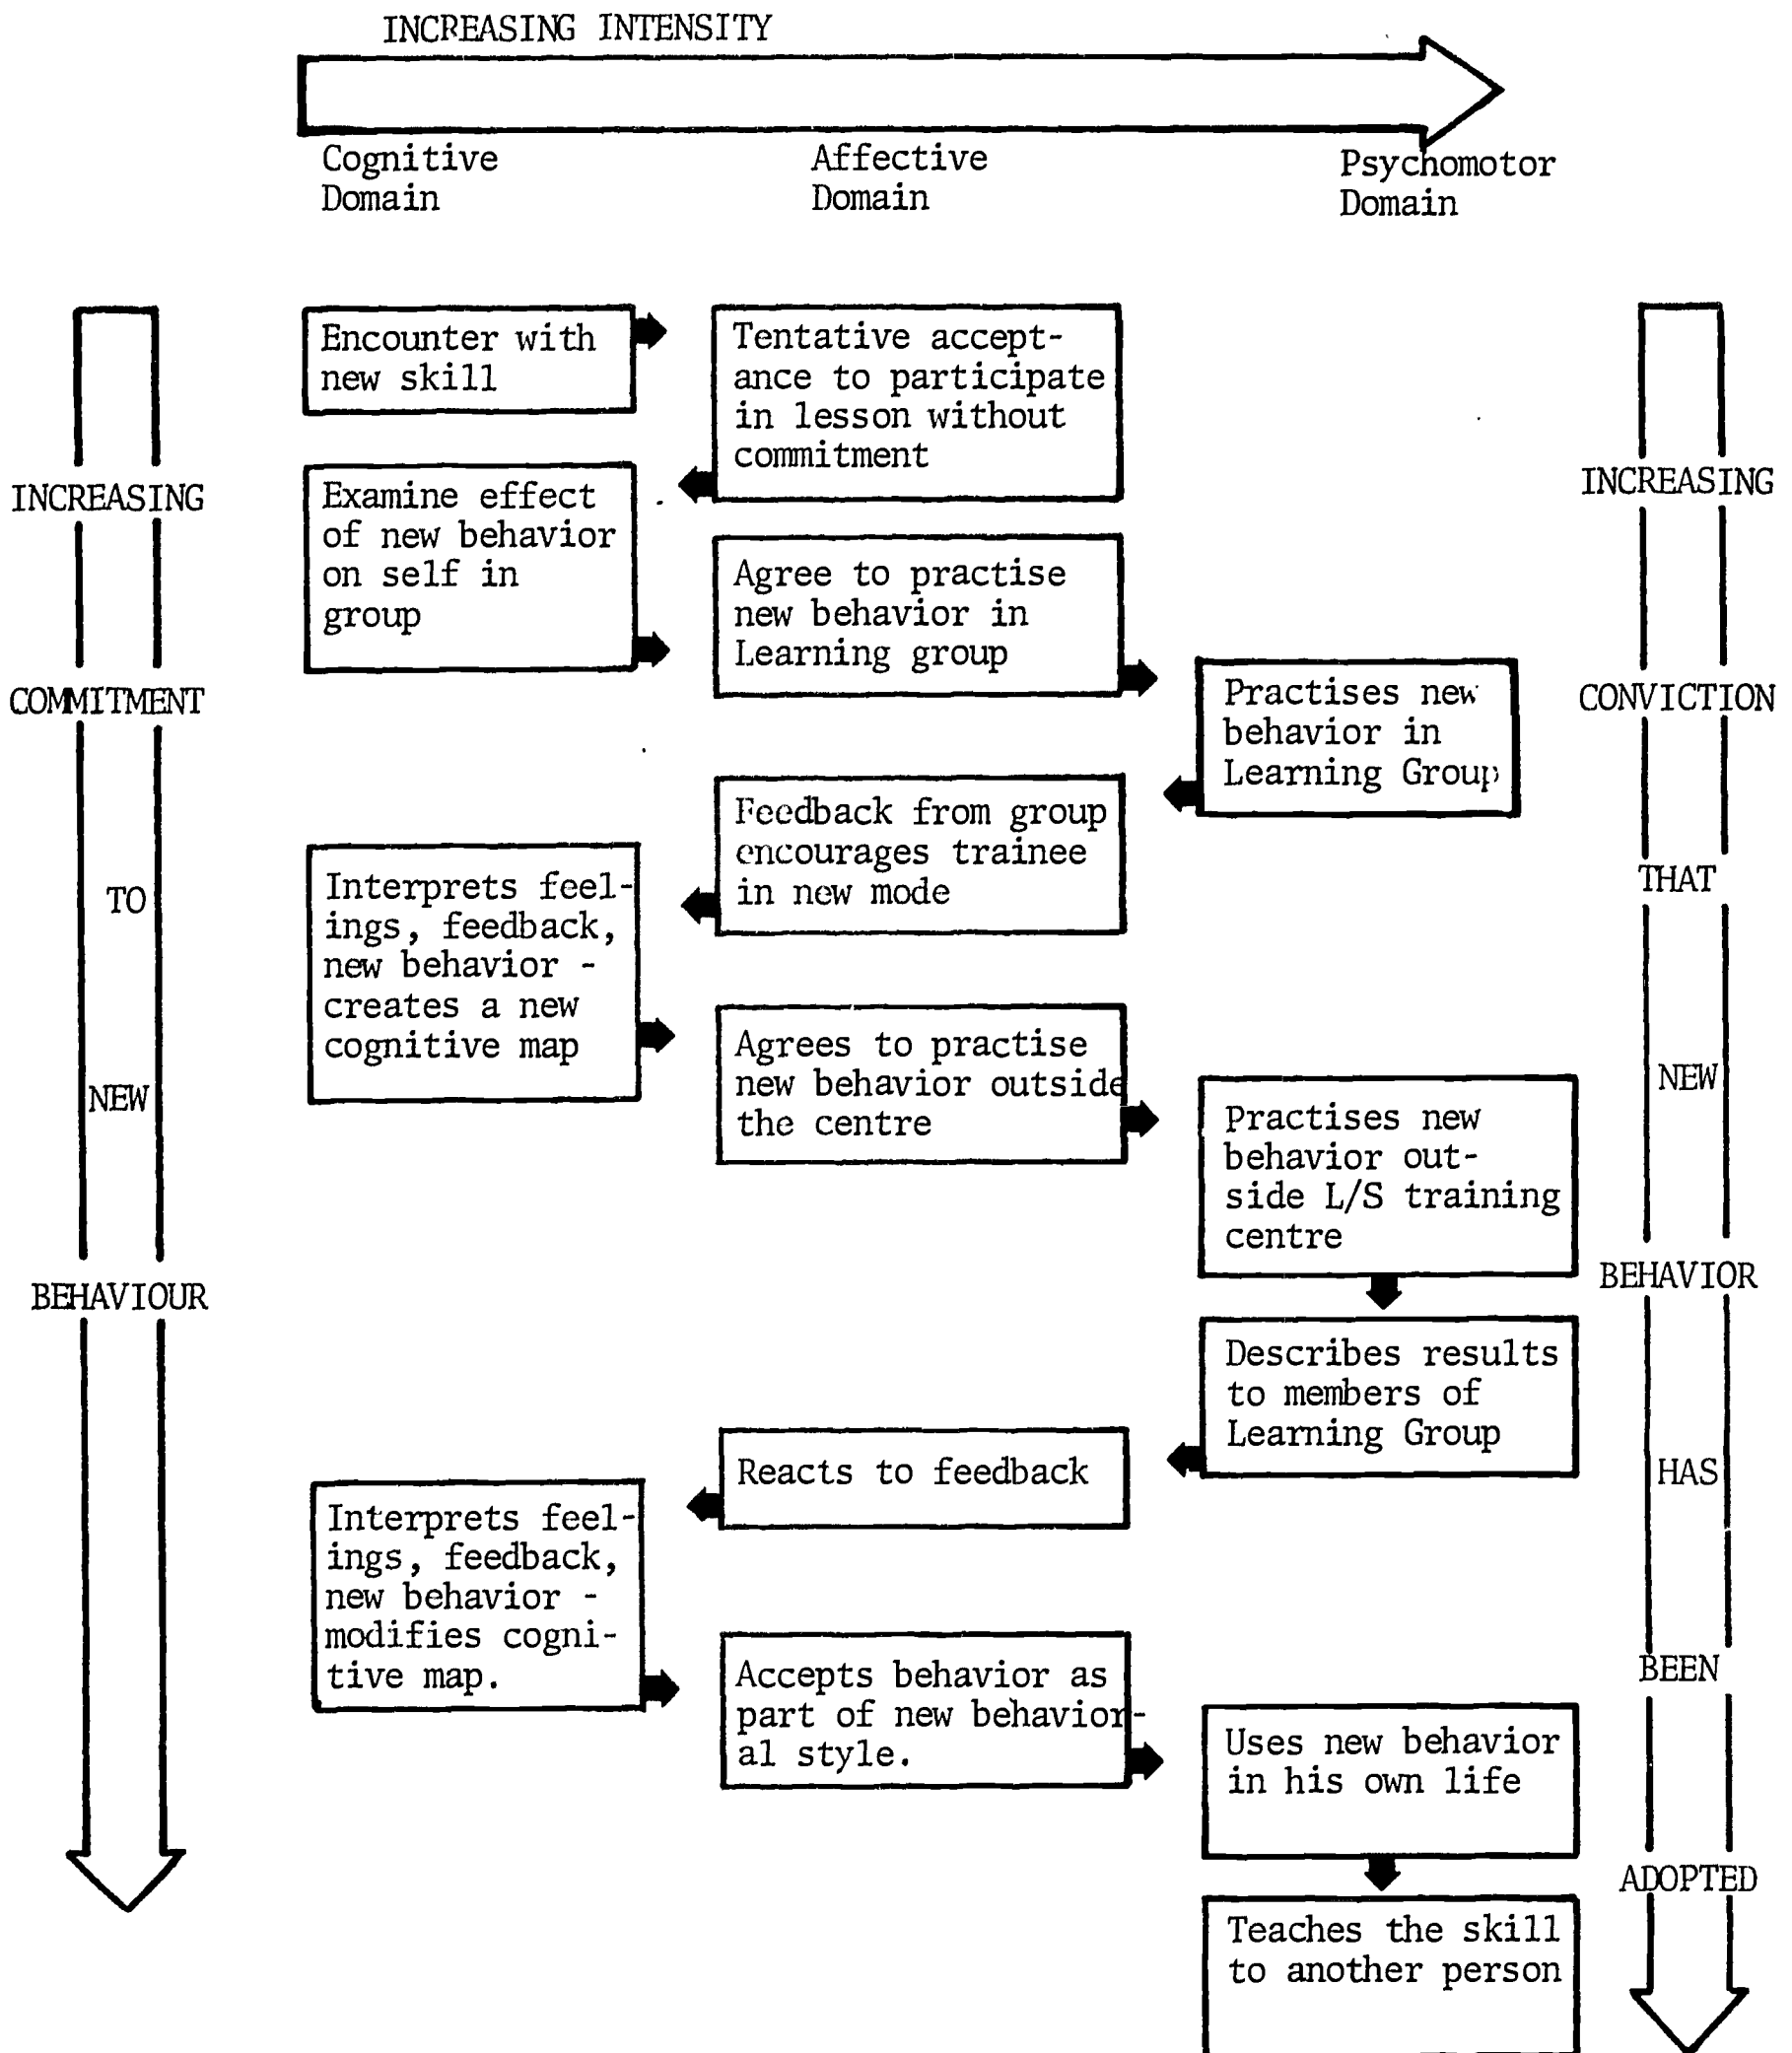 INCREASING INTENSITY
Cognitive
Domain
Affective
Domain
Psychomotor
Domain
INCREASING
COMMITMENT
TO
NEW
BEHAVIOUR
Encounter with
new skill
Tentative accept-
ance to participate
in lesson without
commitment
Examine effect
of new behavior
on self in
group
Agree to practise
new behavior in
Learning group
Practises new
behavior in
Learning Group
Feedback from group
encourages trainee
in new mode
Interprets feel-
ings, feedback,
new behavior -
creates a new
cognitive map
Agrees to practise
new behavior outside
the centre
Practises new
behavior out-
side L/S training
centre
Describes results
to members of
Learning Group
Reacts to feedback
Interprets feel-
ings, feedback,
new behavior -
modifies cogni-
tive map.
Accepts behavior as
part of new behavior-
al style.
Uses new behavior
in his own life
Teaches the skill
to another person
INCREASING
CONVICTION
THAT
NEW
BEHAVIOR
HAS
BEEN
ADOPTED